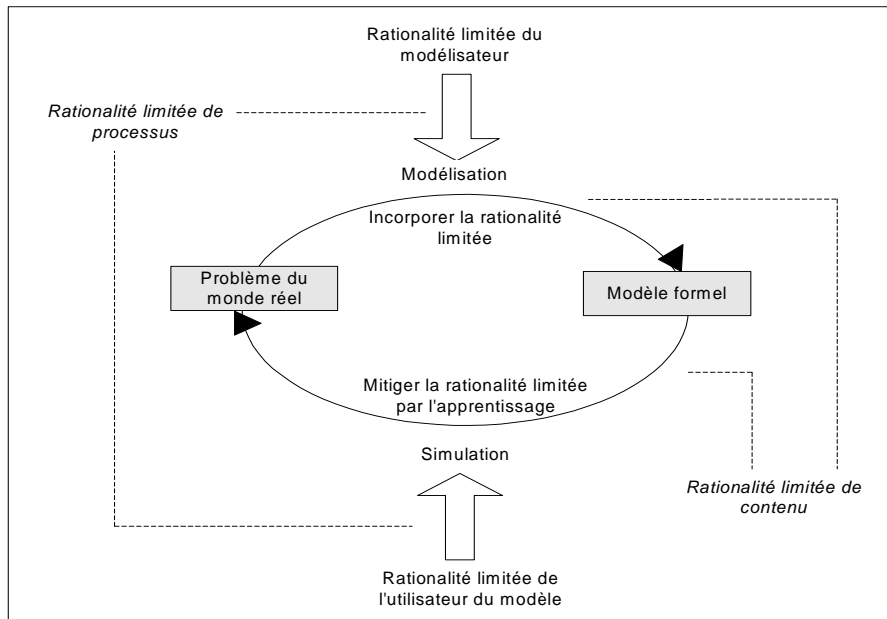 Rationalité limitée du
modélisateur
Rationalité limitée de
processus
Modélisation
Incorporer la rationalité
limitée
Problème du
monde réel
Modèle formel
Mitiger la rationalité limitée
par l'apprentissage
Simulation
Rationalité limitée de
contenu
Rationalité limitée de
l'utilisateur du modèle